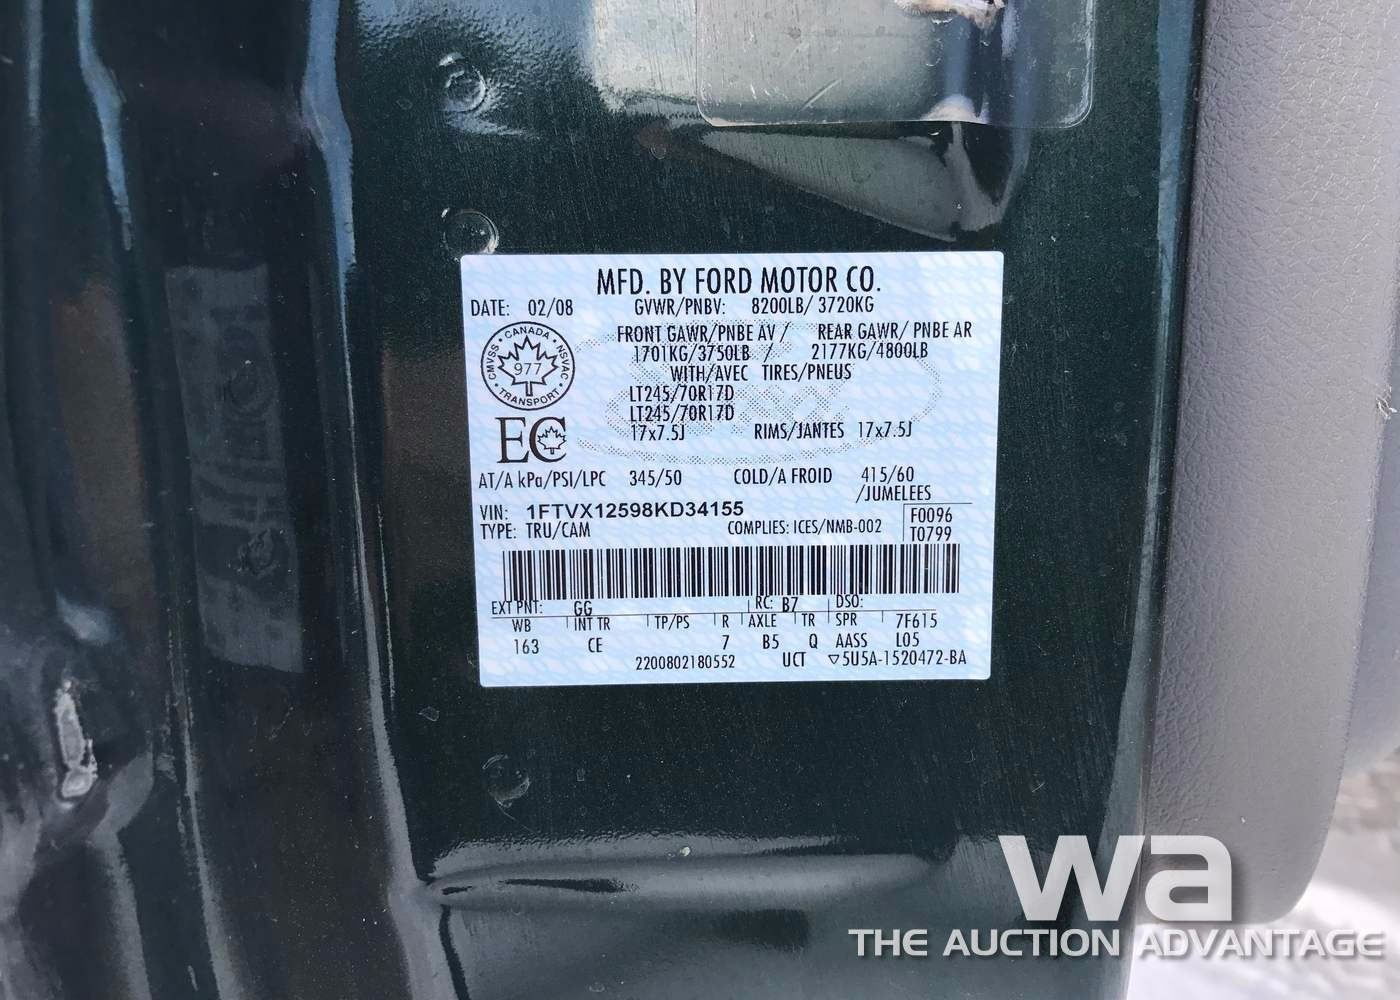 MFD. BY FORD MOTOR CO.
DATE: 02/08 GVWR/PNBV: 8200LB/ 3720KG
FRONT GAWR/PNBE AV / REAR GAWR/ PNBE AR
1701KG/3750LB / 2177KG/4800LB
WITH/AVEC TIRES/PNEUS
LT245/70R17D
LT245/70R17D
17x7.5J RIMS/JANTES 17x7.5J
CANADA
CMVSS 977 NSVAC
TRANSPORT
EC
AT/A kPa/PSI/LPC 345/50 COLD/A FROID 415/60
/JUMELEES
VIN: 1FTVX12598KD34155 F0096
TYPE: TRU/CAM COMPLIES: ICES/NMB-002 T0799
EXT PNT: GG RC: B7 DSO:
WB INT TR TP/PS R AXLE TR SPR 7F615
163 CE 7 B5 Q AASS L05
2200802180552 UCT ▽5U5A-1520472-BA
wa
THE AUCTION ADVANTAGE